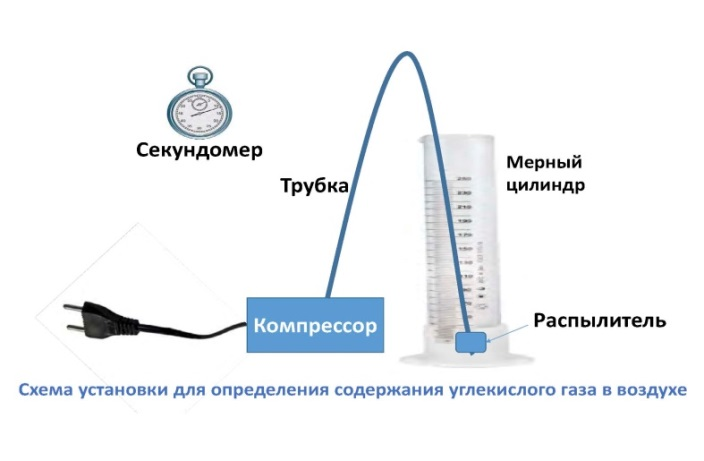 Секундомер
Трубка
Мерный
цилиндр
Компрессор
Распылитель
Схема установки для определения содержания углекислого газа в воздухе